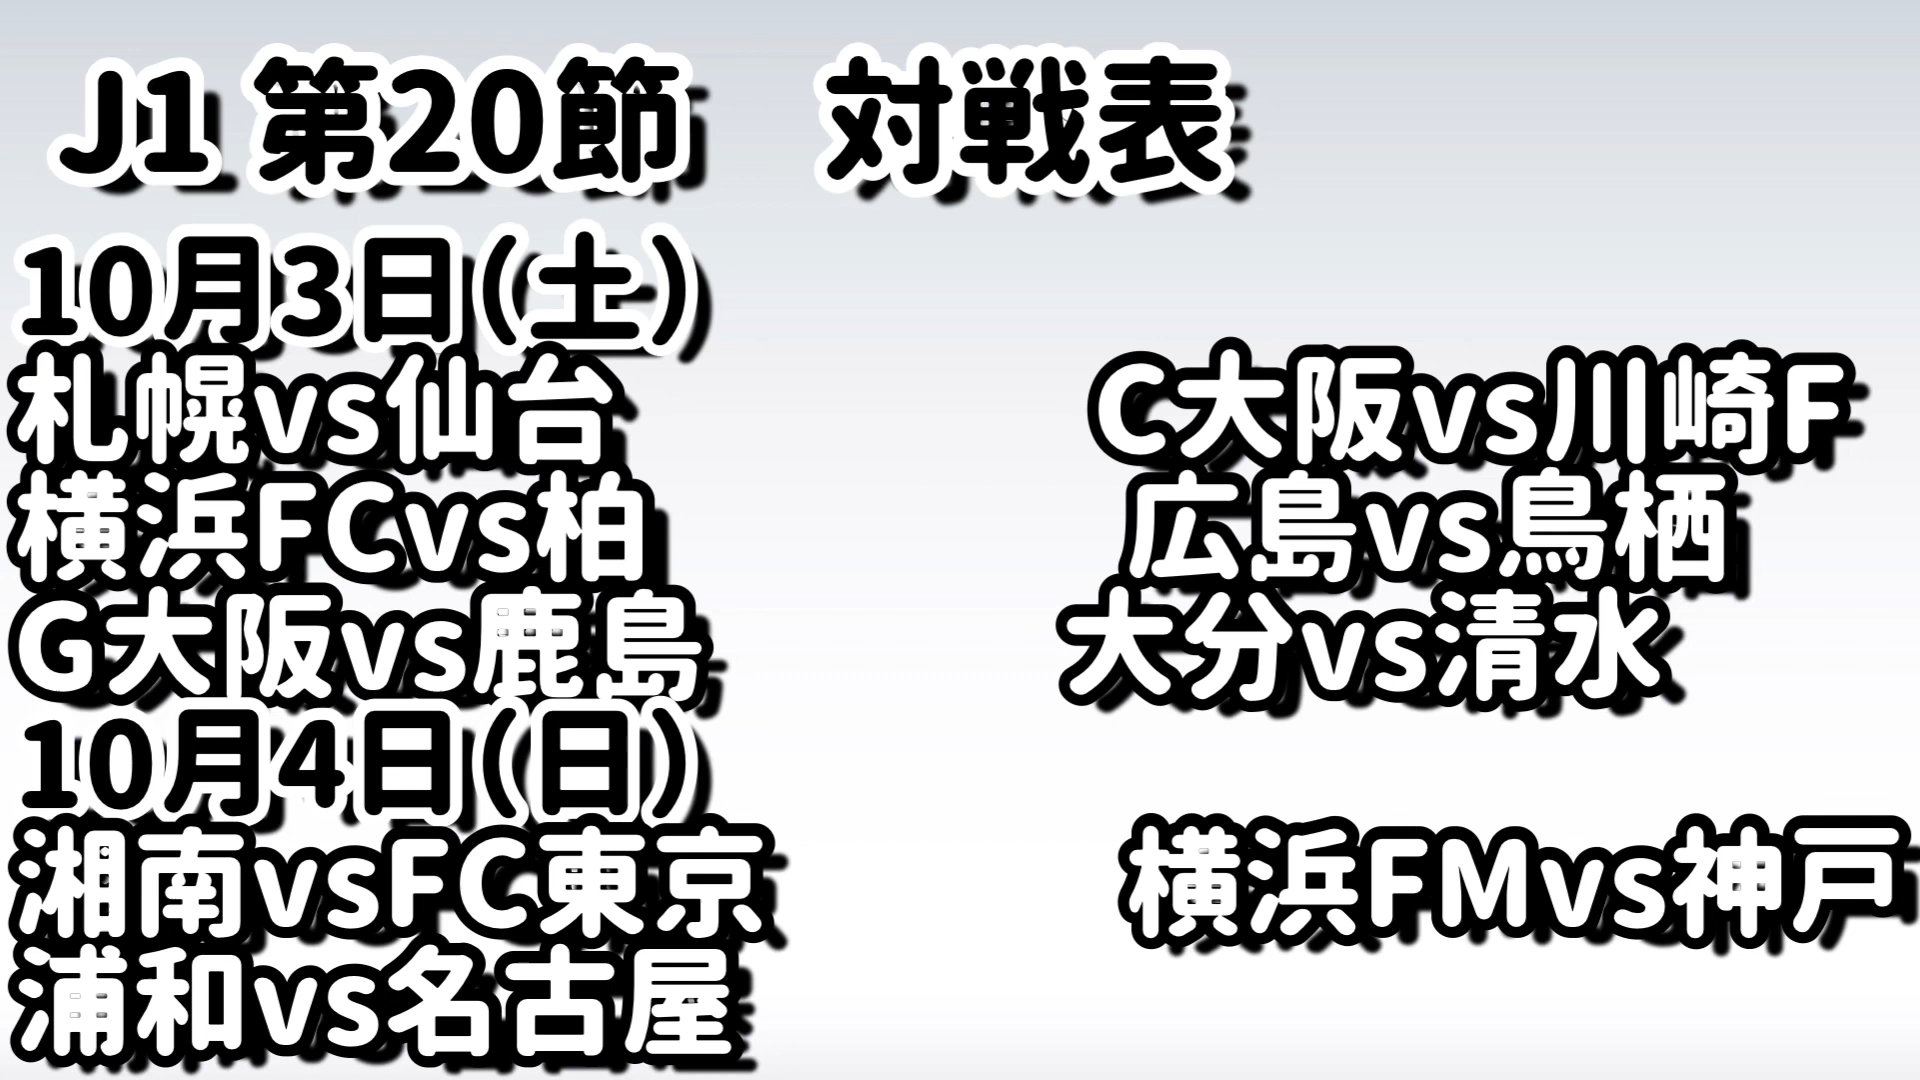 J1 第20節　対戦表
10月3日(土)
札幌vs仙台
C大阪vs川崎F
横浜FCvs柏
広島vs鳥栖
G大阪vs鹿島
大分vs清水
10月4日(日)
湘南vsFC東京
横浜FMvs神戸
浦和vs名古屋